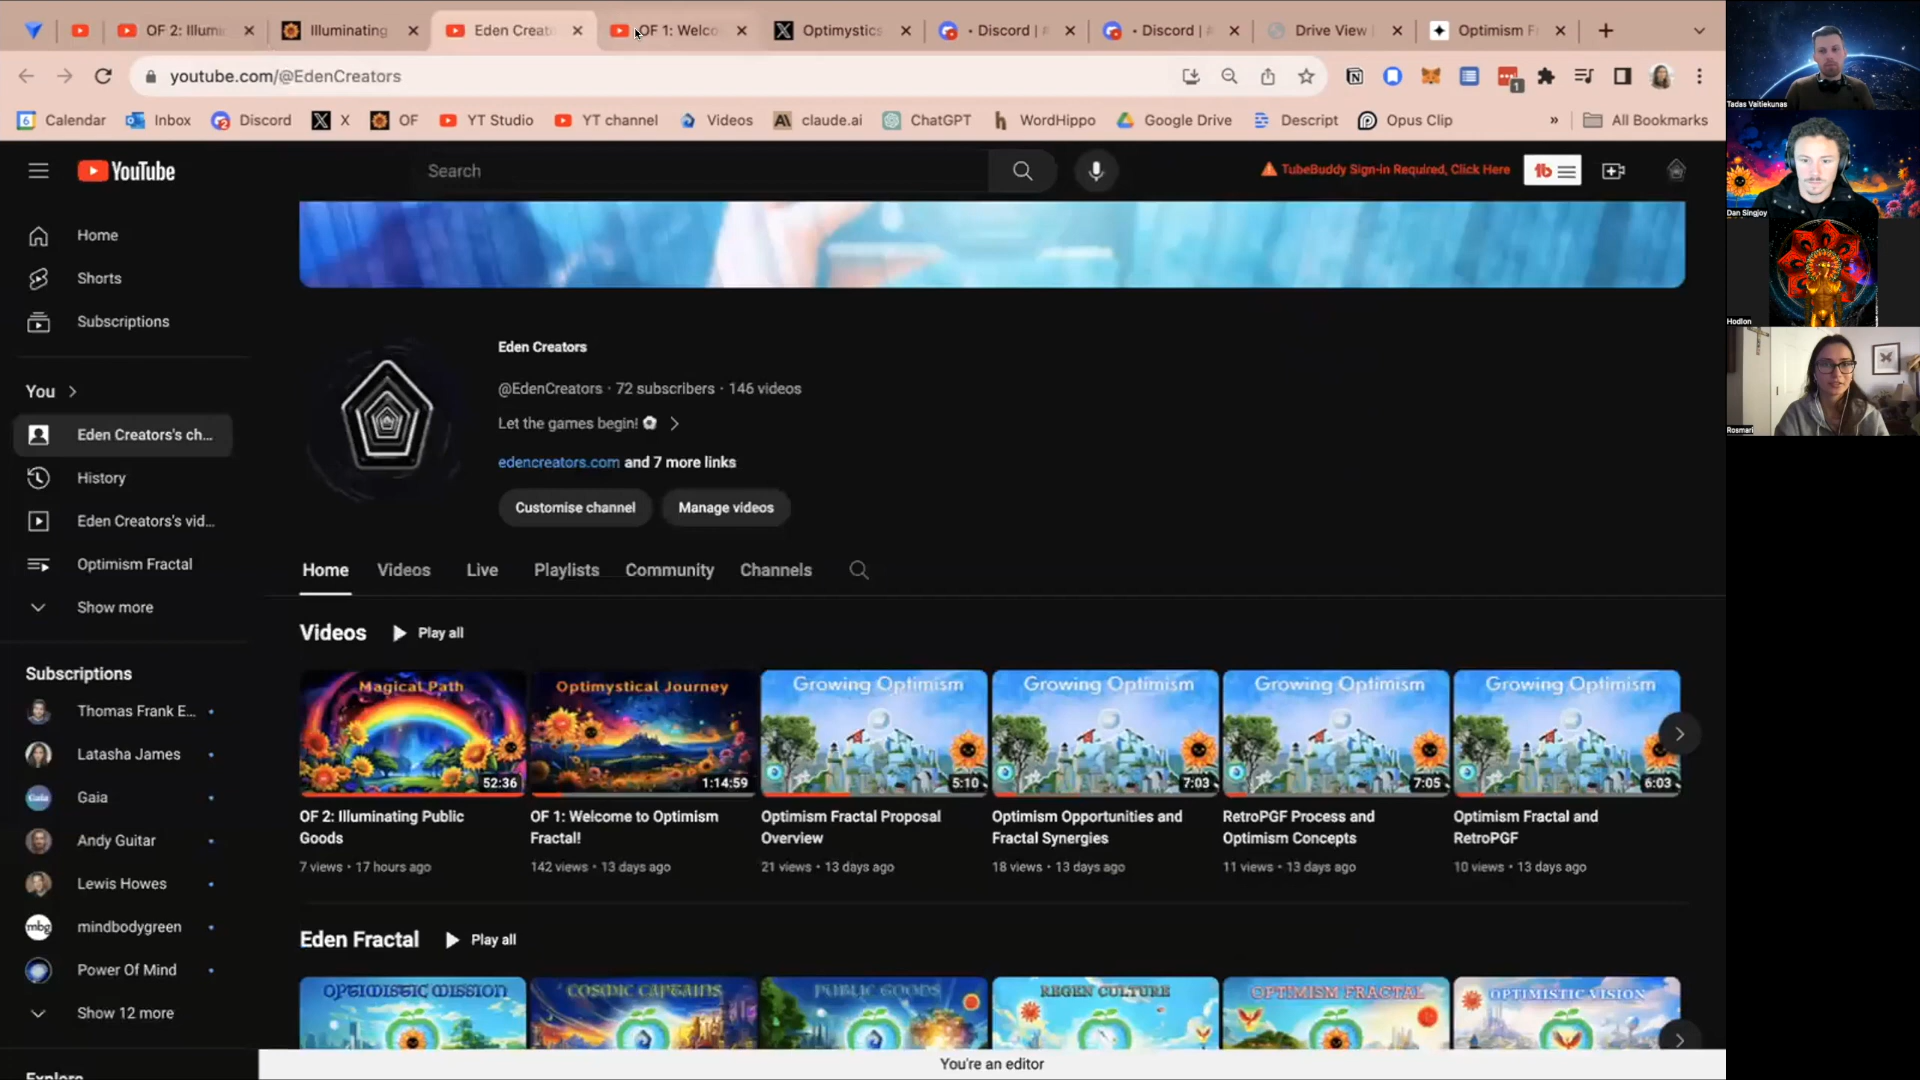 OF 2: Illumi
Illuminating
Eden Creat
OF 1: Welco
Optimystics
Discord | #
Discord | #
Drive View |
Optimism F
youtube.com/@EdenCreators
1
6 Calendar
Inbox
2 Discord
X
OF
YT Studio
YT channel
Videos
claude.ai
ChatGPT
WordHippo
Google Drive
Descript
Opus Clip
»
All Bookmarks
YouTube
Search
TubeBuddy Sign-in Required, Click Here
tb
Home
Shorts
Subscriptions
You
Eden Creators's ch...
History
Eden Creators's vid...
Optimism Fractal
Show more
Subscriptions
Thomas Frank E...
Latasha James
Gaia
Andy Guitar
Lewis Howes
mbg mindbodygreen
Power Of Mind
Show 12 more
Explore
Eden Creators
@EdenCreators · 72 subscribers · 146 videos
Let the games begin!
edencreators.com and 7 more links
Customise channel
Manage videos
Home
Videos
Live
Playlists
Community
Channels
Videos
Play all
Magical Path
52:36
OF 2: Illuminating Public
Goods
7 views • 17 hours ago
Optimystical Journey
1:14:59
OF 1: Welcome to Optimism
Fractal!
142 views • 13 days ago
Growing Optimism
5:10
Optimism Fractal Proposal
Overview
21 views • 13 days ago
Growing Optimism
7:03
Optimism Opportunities and
Fractal Synergies
18 views • 13 days ago
Growing Optimism
7:05
RetroPGF Process and
Optimism Concepts
11 views • 13 days ago
Growing Optimism
6:03
Optimism Fractal and
RetroPGF
10 views • 13 days ago
Eden Fractal
Play all
OPTIMISTIC MISSION
COSMIC CAPTAINS
PUBLIC GOODS
REGEN CULTURE
OPTIMISM FRACTAL
OPTIMISTIC VISION
You're an editor
Tadas Vaitiekunas
Dan Singjoy
Hodlon
Rosmari